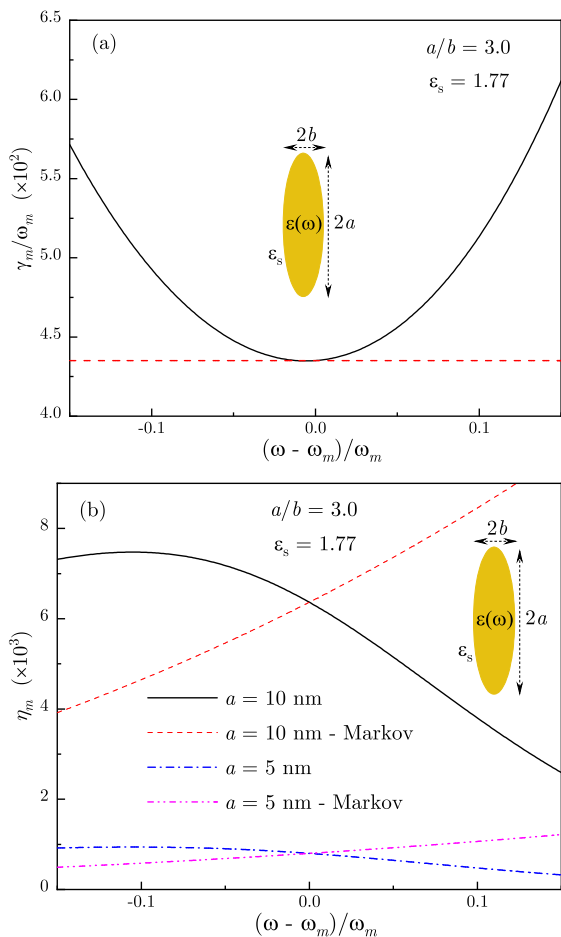 (a)
a/b = 3.0
εs = 1.77
6.5
6.0
5.5
5.0
4.5
4.0
γm/ωm (×10²)
2b
ε(ω)
2a
εs
-0.1
0.0
0.1
(ω - ωm)/ωm
(b)
a/b = 3.0
εs = 1.77
8
6
4
2
0
ηm (×10³)
2b
ε(ω)
2a
εs
a = 10 nm
a = 10 nm - Markov
a = 5 nm
a = 5 nm - Markov
-0.1
0.0
0.1
(ω - ωm)/ωm